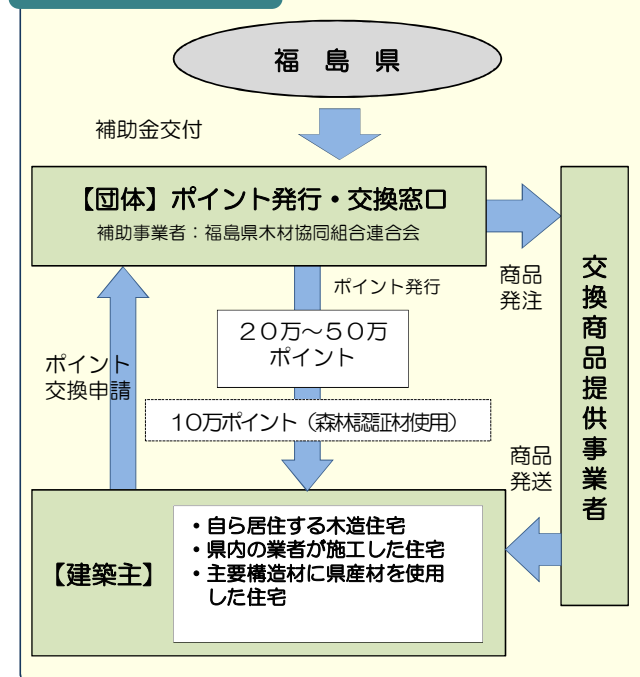 福島県
補助金交付
【団体】ポイント発行・交換窓口
補助事業者：福島県木材協同組合連合会
ポイント発行
商品
発注
２０万～５０万
ポイント
ポイント
交換申請
１０万ポイント（森林認証材使用）
交換商品提供事業者
商品
発送
【建築主】
・自ら居住する木造住宅
・県内の業者が施工した住宅
・主要構造材に県産材を使用
した住宅